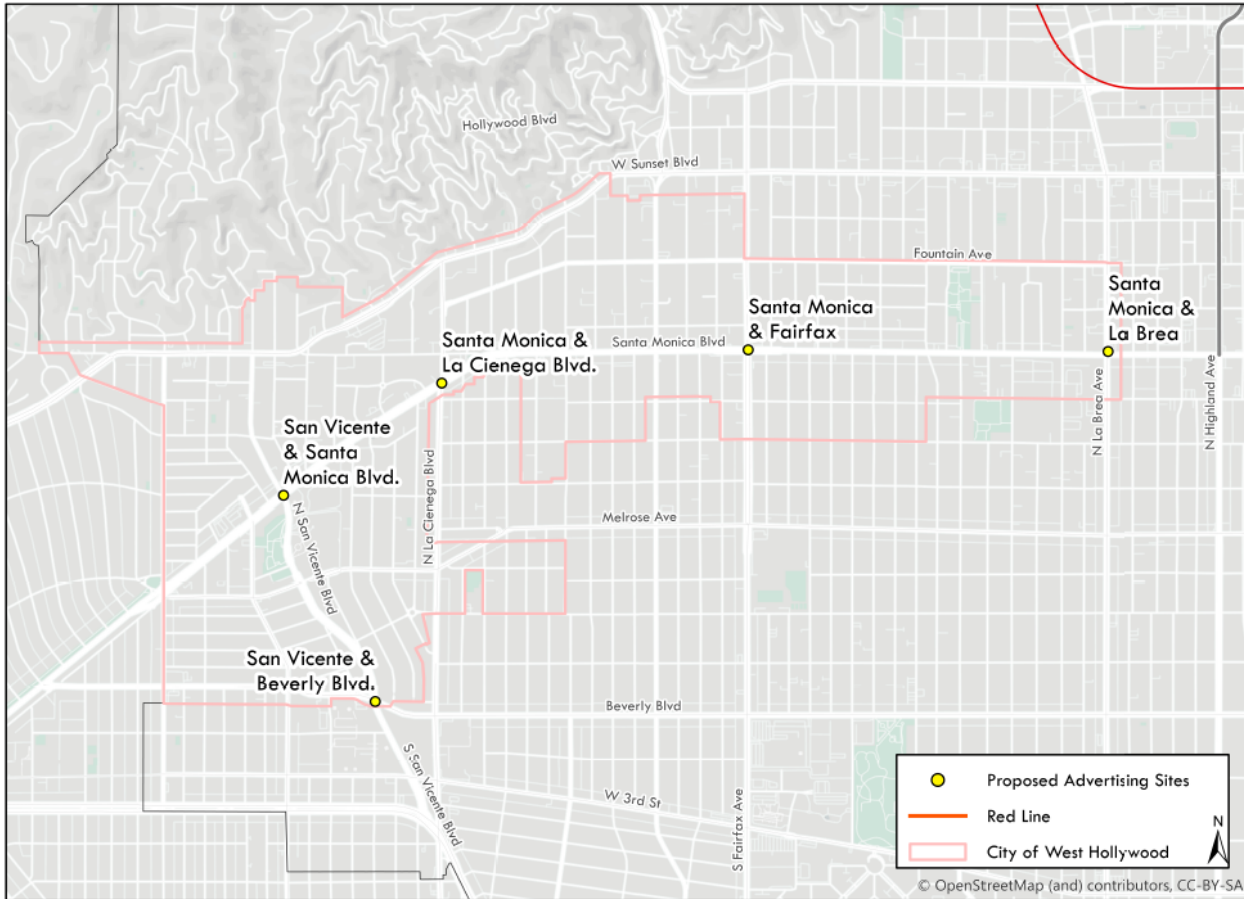 Hollywood Blvd
W Sunset Blvd
Fountain Ave
Santa
Monica &
La Brea
Santa Monica
& Fairfax
Santa Monica Blvd
Santa Monica &
La Cienega Blvd.
N La Brea Ave
N Highland Ave
San Vicente
& Santa
Monica Blvd.
N La Cienega Blvd
N San Vicente Blvd
Melrose Ave
San Vicente &
Beverly Blvd.
Beverly Blvd
S San Vicente Blvd
W 3rd St
S Fairfax Ave
Proposed Advertising Sites
Red Line
City of West Hollywood
N
© OpenStreetMap (and) contributors, CC-BY-SA